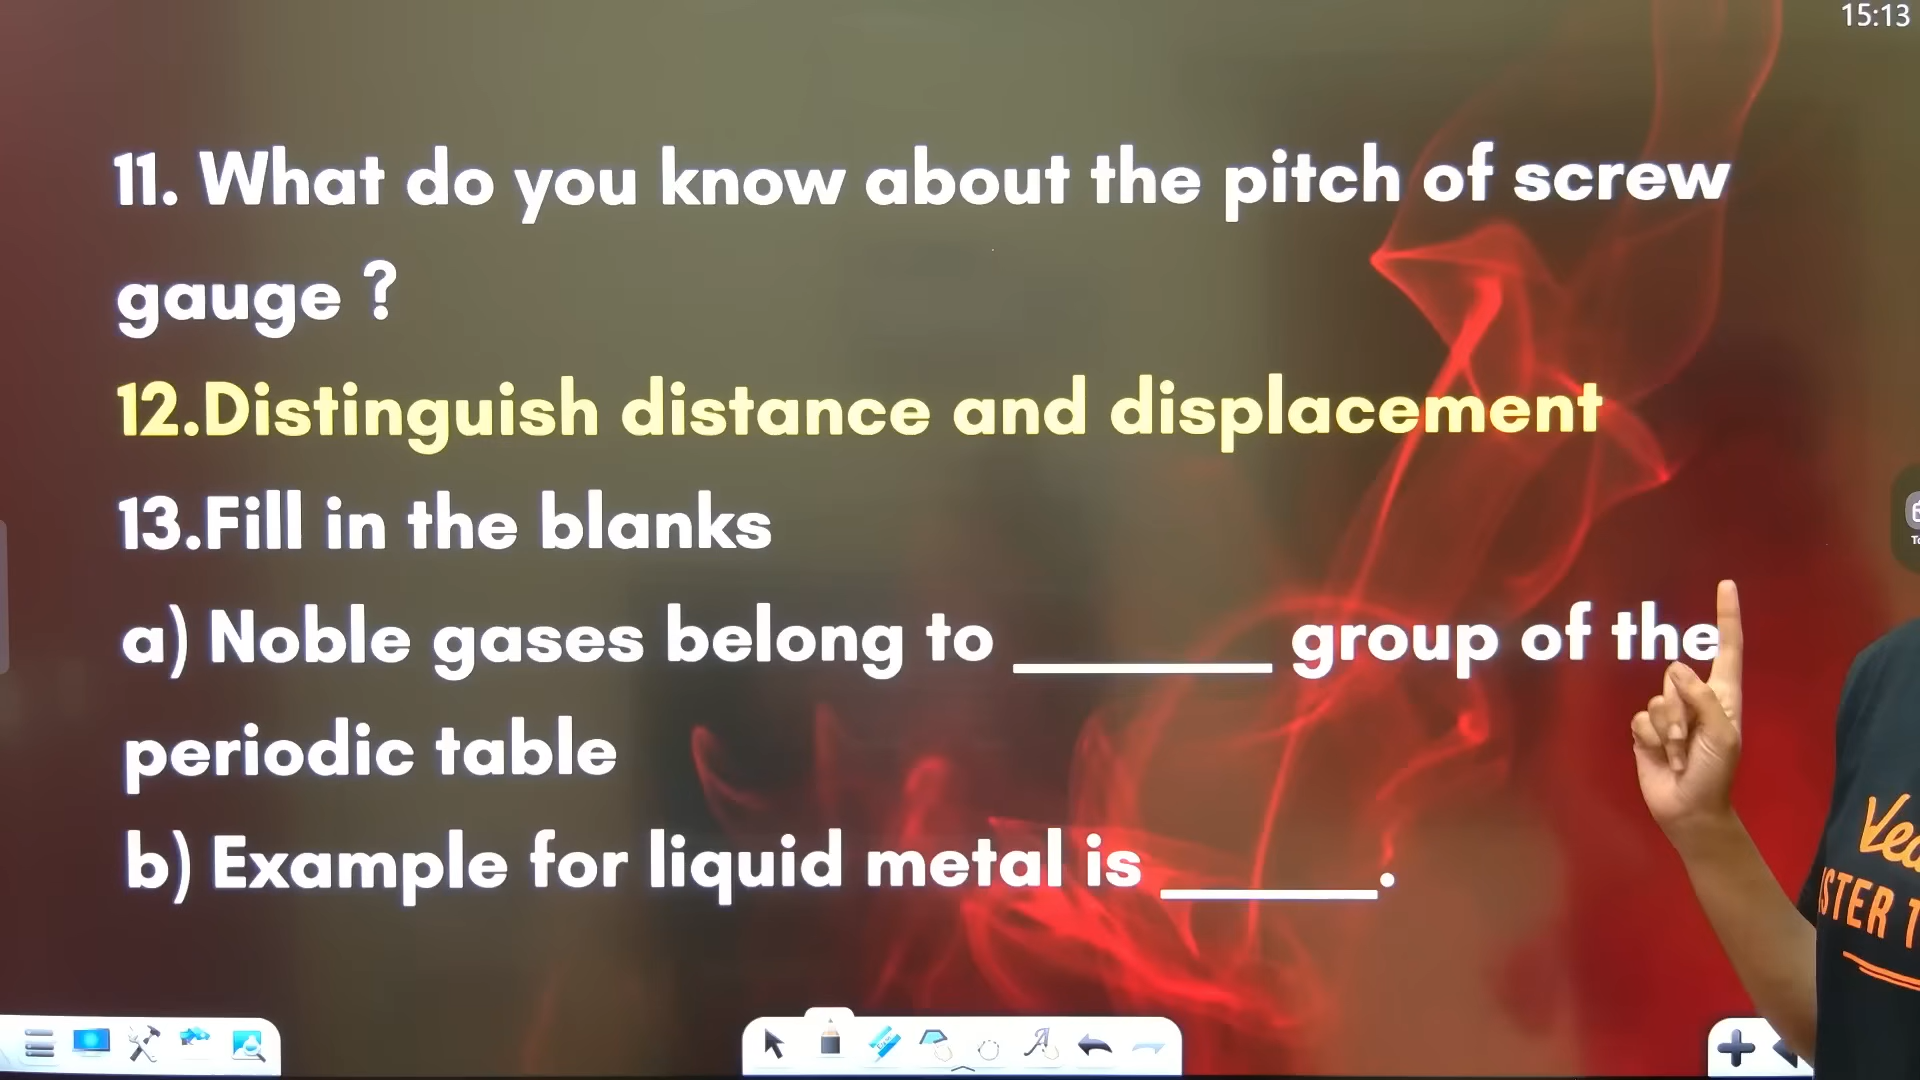 15:13
11. What do you know about the pitch of screw
gauge ?
12.Distinguish distance and displacement
13.Fill in the blanks
a) Noble gases belong to ________ group of the
periodic table
b) Example for liquid metal is _______.